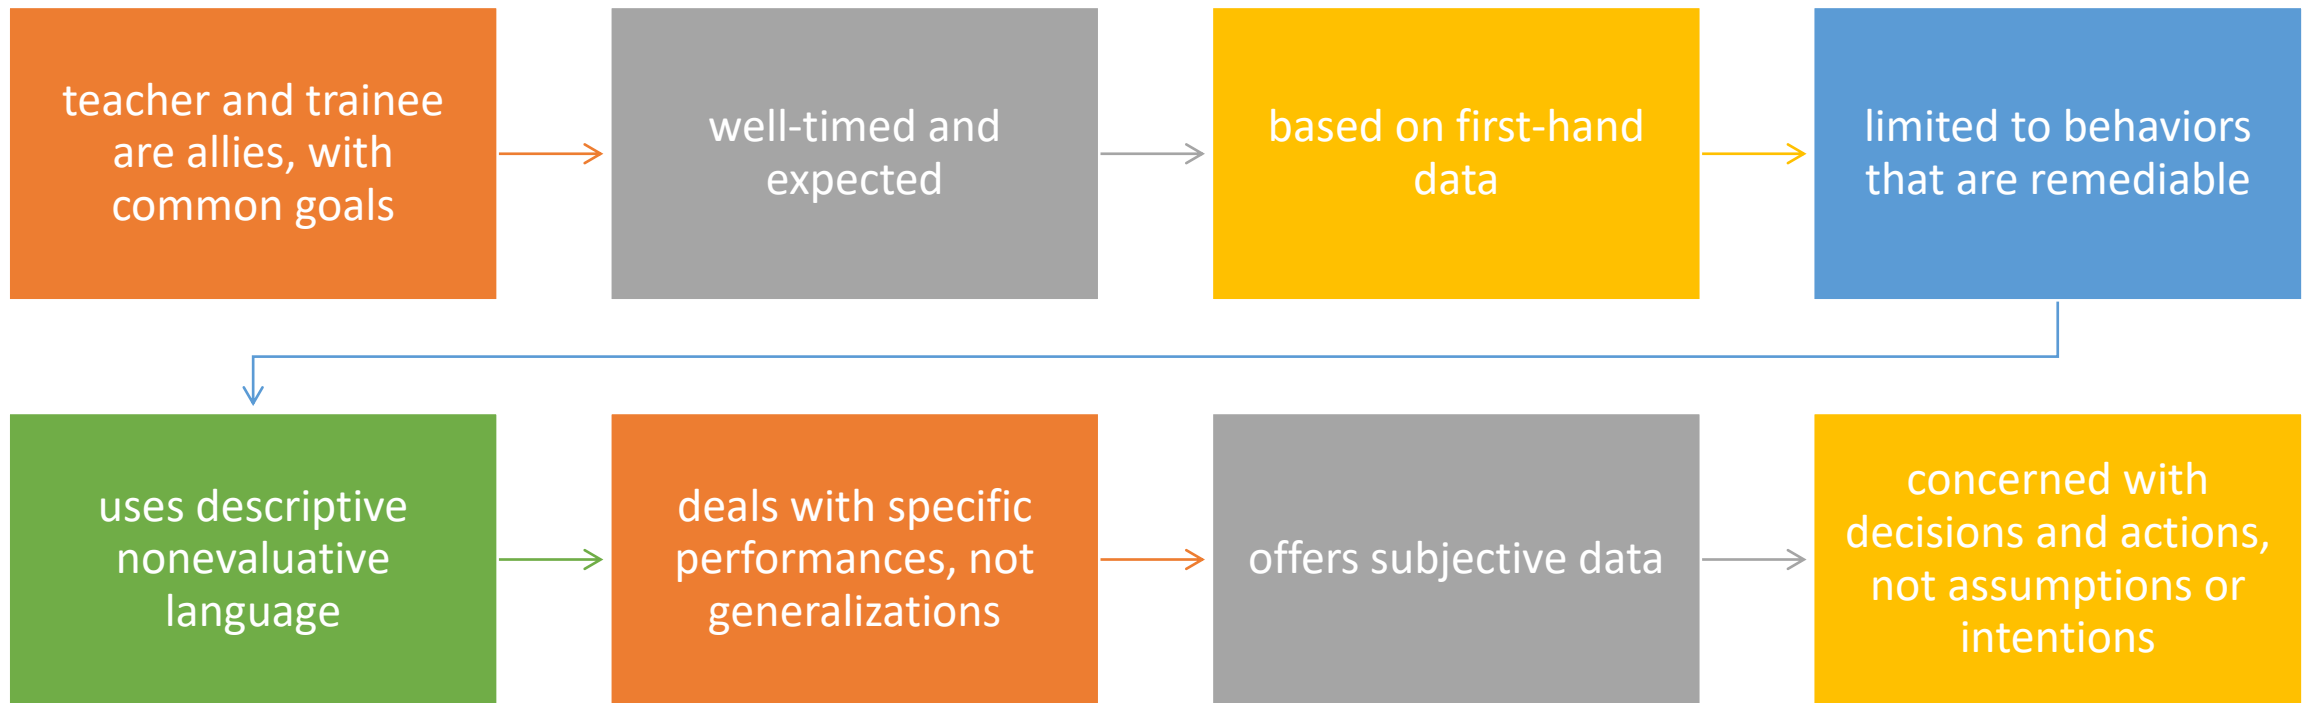 teacher and trainee
are allies, with
common goals
well-timed and
expected
based on first-hand
data
limited to behaviors
that are remediable
uses descriptive
nonevaluative
language
deals with specific
performances, not
generalizations
offers subjective data
concerned with
decisions and actions,
not assumptions or
intentions